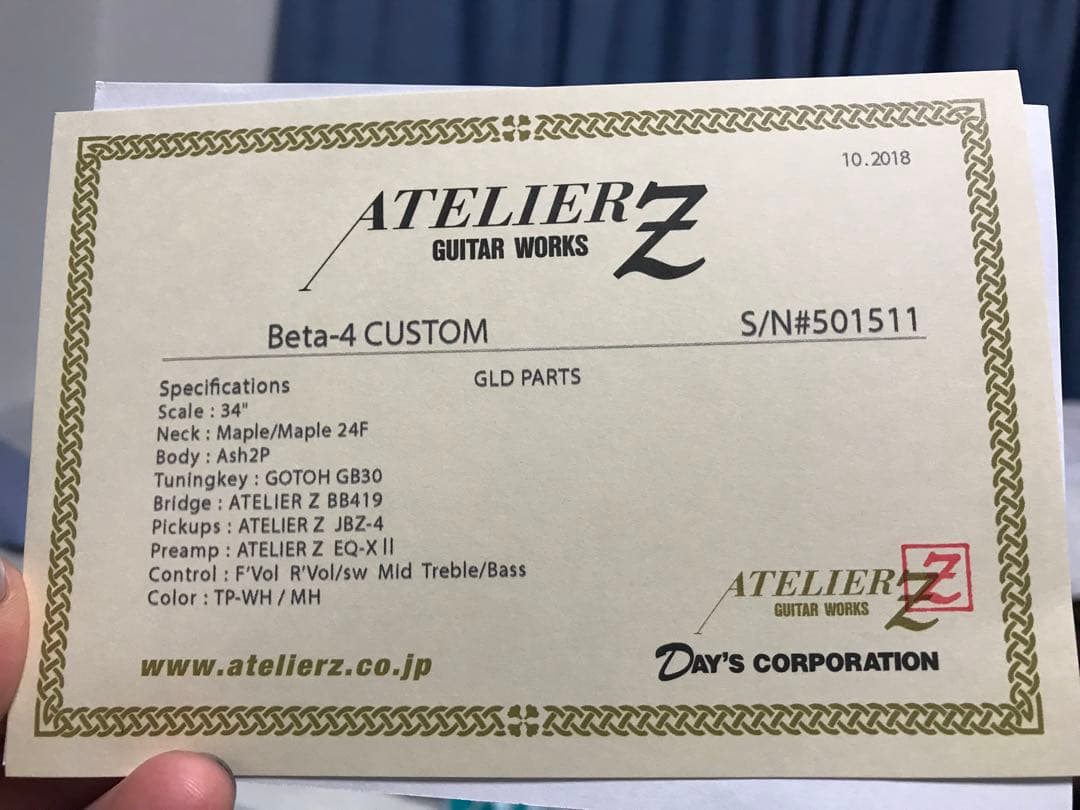 10.2018
ATELIER Z
GUITAR WORKS
Beta-4 CUSTOM S/N#501511
GLD PARTS
Specifications
Scale : 34"
Neck : Maple/Maple 24F
Body : Ash2P
Tuningkey : GOTOH GB30
Bridge : ATELIER Z BB419
Pickups : ATELIER Z JBZ-4
Preamp : ATELIER Z EQ-XII
Control : F'Vol R'Vol/sw Mid Treble/Bass
Color : TP-WH / MH
ATELIER Z
Z
GUITAR WORKS
www.atelierz.co.jp
DAY'S CORPORATION